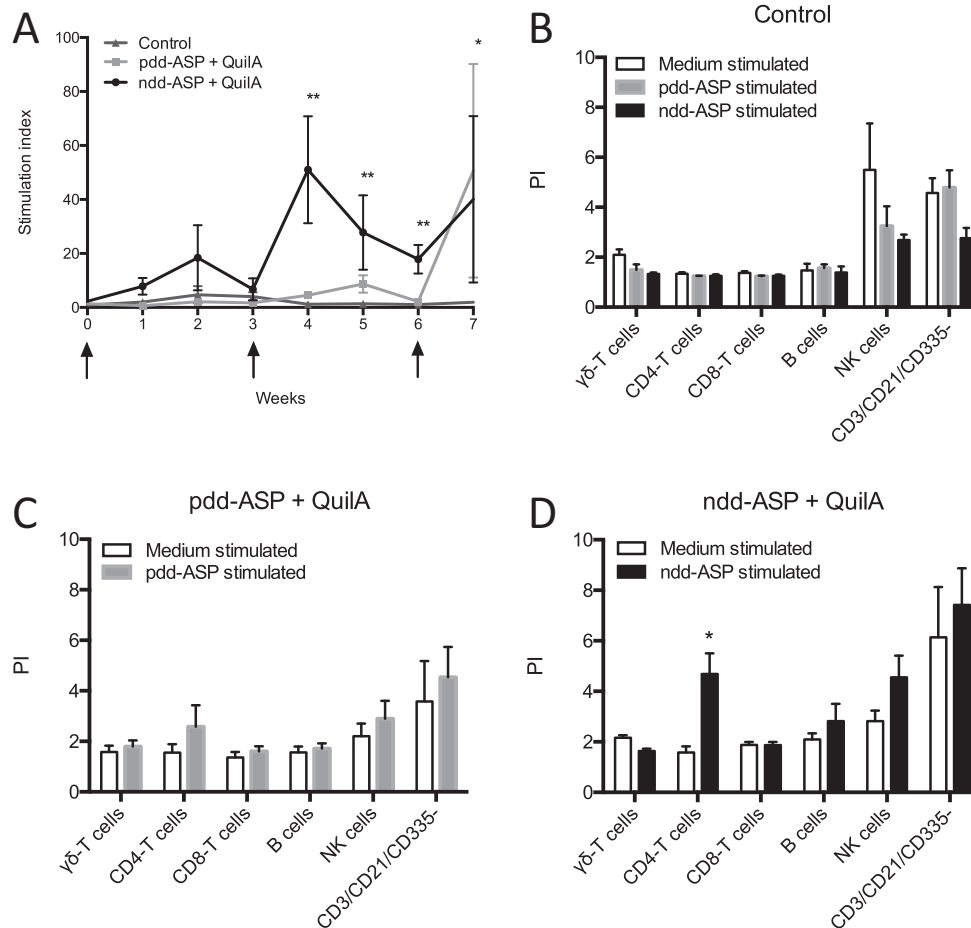 A
100
80
60
40
20
0
Stimulation index
Control
pdd-ASP + QuilA
ndd-ASP + QuilA
**
**
**
*
0 1 2 3 4 5 6 7
Weeks
B
Control
10
8
6
4
2
0
PI
Medium stimulated
pdd-ASP stimulated
ndd-ASP stimulated
γδ-T cells
CD4-T cells
CD8-T cells
B cells
NK cells
CD3/CD21/CD335-
C
pdd-ASP + QuilA
10
8
6
4
2
0
PI
Medium stimulated
pdd-ASP stimulated
γδ-T cells
CD4-T cells
CD8-T cells
B cells
NK cells
CD3/CD21/CD335-
D
ndd-ASP + QuilA
10
8
6
4
2
0
PI
Medium stimulated
ndd-ASP stimulated
*
γδ-T cells
CD4-T cells
CD8-T cells
B cells
NK cells
CD3/CD21/CD335-